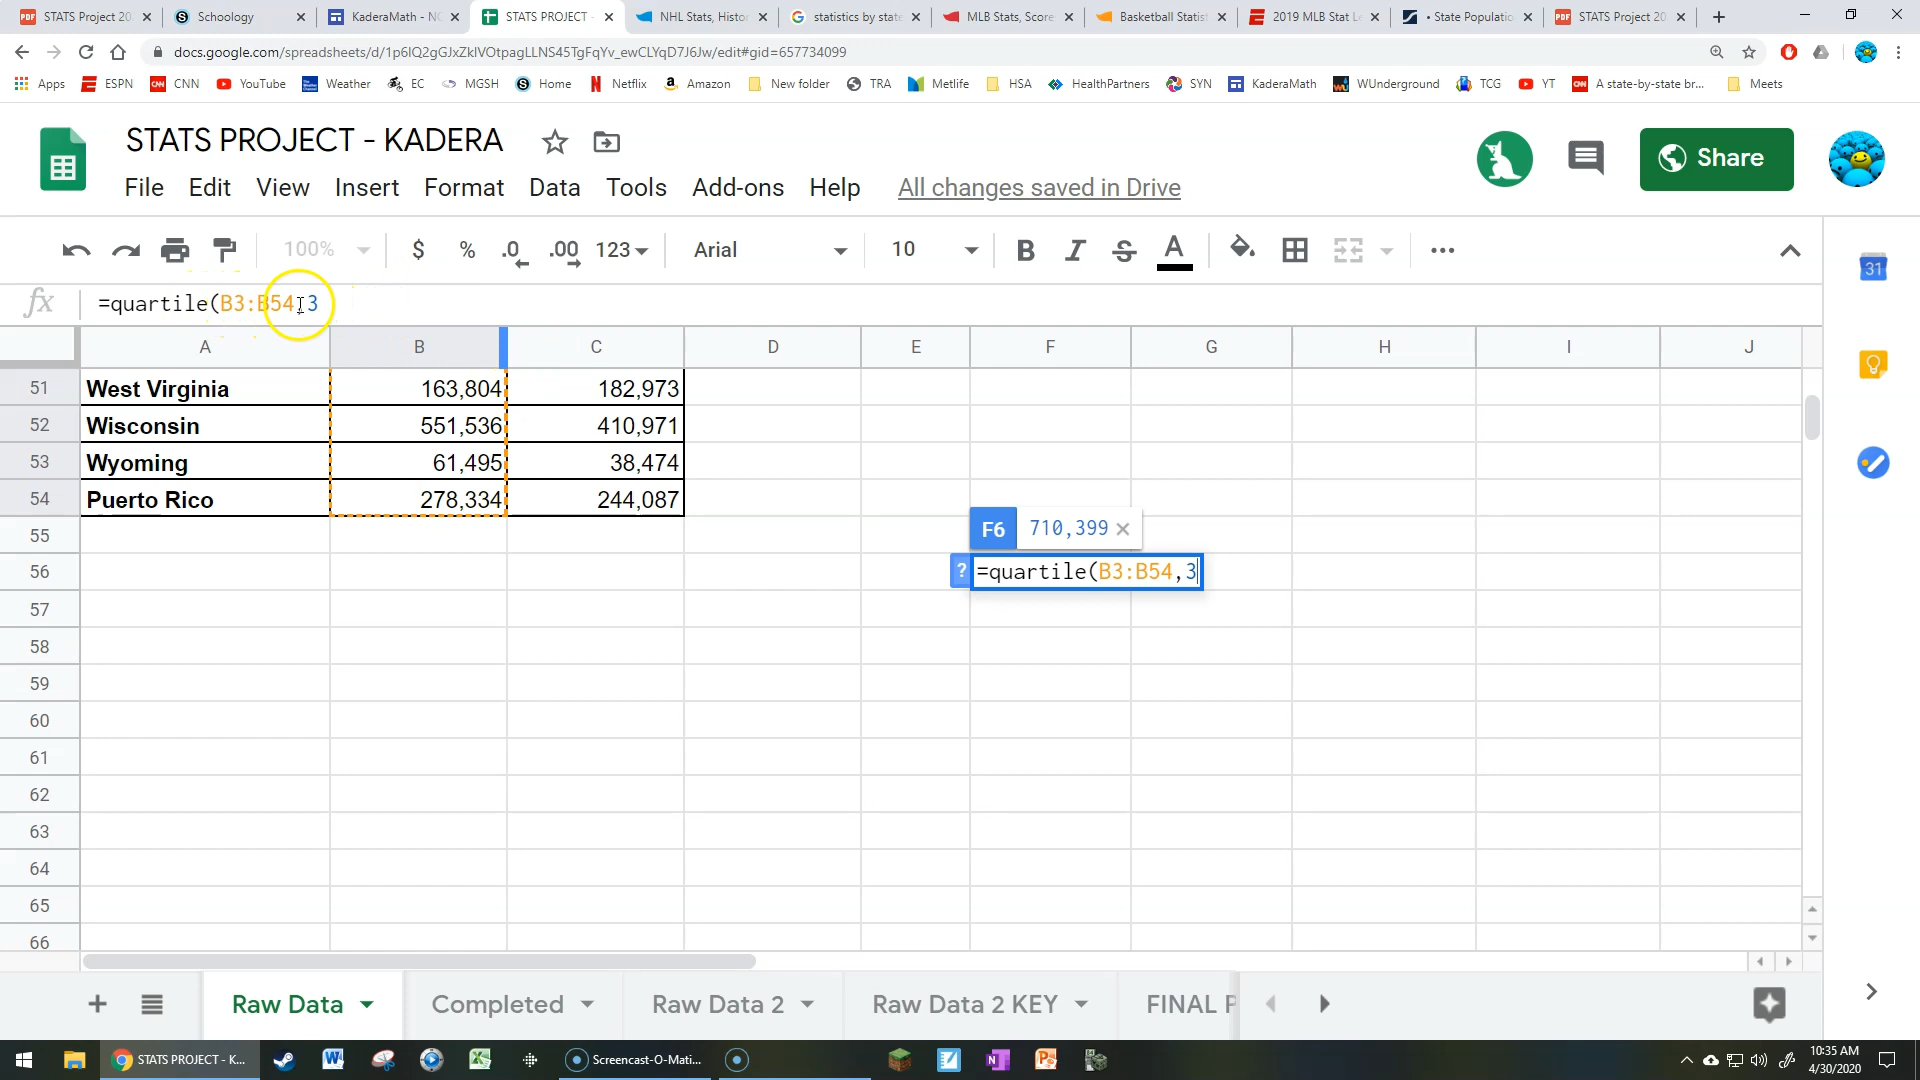 STATS Project 20
Schoology
KaderaMath - NC
STATS PROJECT -
NHL Stats, Histor
statistics by state
MLB Stats, Score
Basketball Statist
2019 MLB Stat Le
• State Populatio
STATS Project 20
docs.google.com/spreadsheets/d/1p6lQ2gGJxZklVOtpagLLNS45TgFqYv_ewCLYqD7J6Jw/edit#gid=657734099
Apps ESPN CNN YouTube Weather EC MGSH Home Netflix Amazon New folder TRA Metlife HSA HealthPartners SYN KaderaMath WUnderground TCG YT A state-by-state br... Meets
STATS PROJECT - KADERA
Share
File Edit View Insert Format Data Tools Add-ons Help All changes saved in Drive
100% $ % .0 .00 123 Arial 10 B I S A
31
fx =quartile(B3:B54,3
A B C D E F G H I J
51 West Virginia 163,804 182,973
52 Wisconsin 551,536 410,971
53 Wyoming 61,495 38,474
54 Puerto Rico 278,334 244,087
55 F6 710,399
56 ? =quartile(B3:B54,3
57
58
59
60
61
62
63
64
65
66
Raw Data Completed Raw Data 2 Raw Data 2 KEY FINAL P
STATS PROJECT - K... Screencast-O-Mati... 10:35 AM
4/30/2020